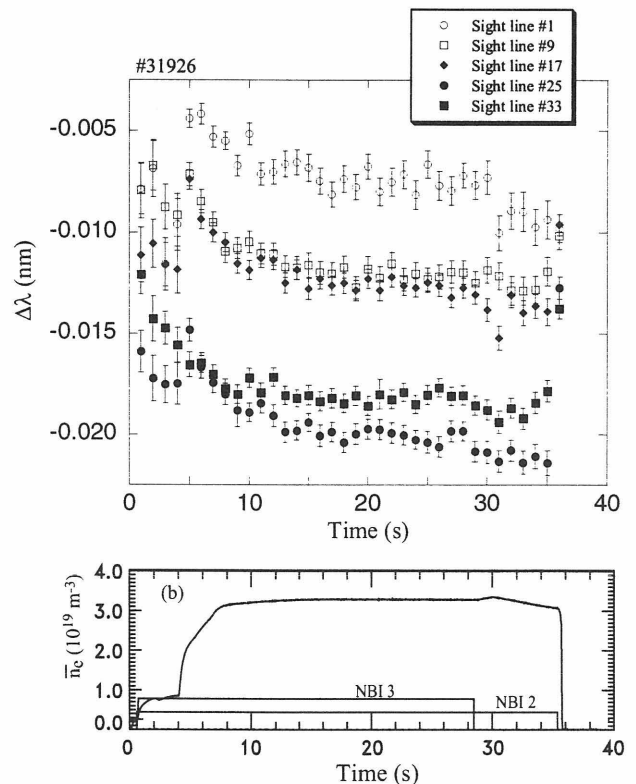 Sight line #1
Sight line #9
Sight line #17
Sight line #25
Sight line #33
#31926
-0.005
-0.010
-0.015
-0.020
Δλ (nm)
0 10 20 30 40
Time (s)
(b)
4.0
3.0
2.0
1.0
0.0
n̅e (10¹⁹ m⁻³)
NBI 3
NBI 2
0 10 20 30 40
Time (s)